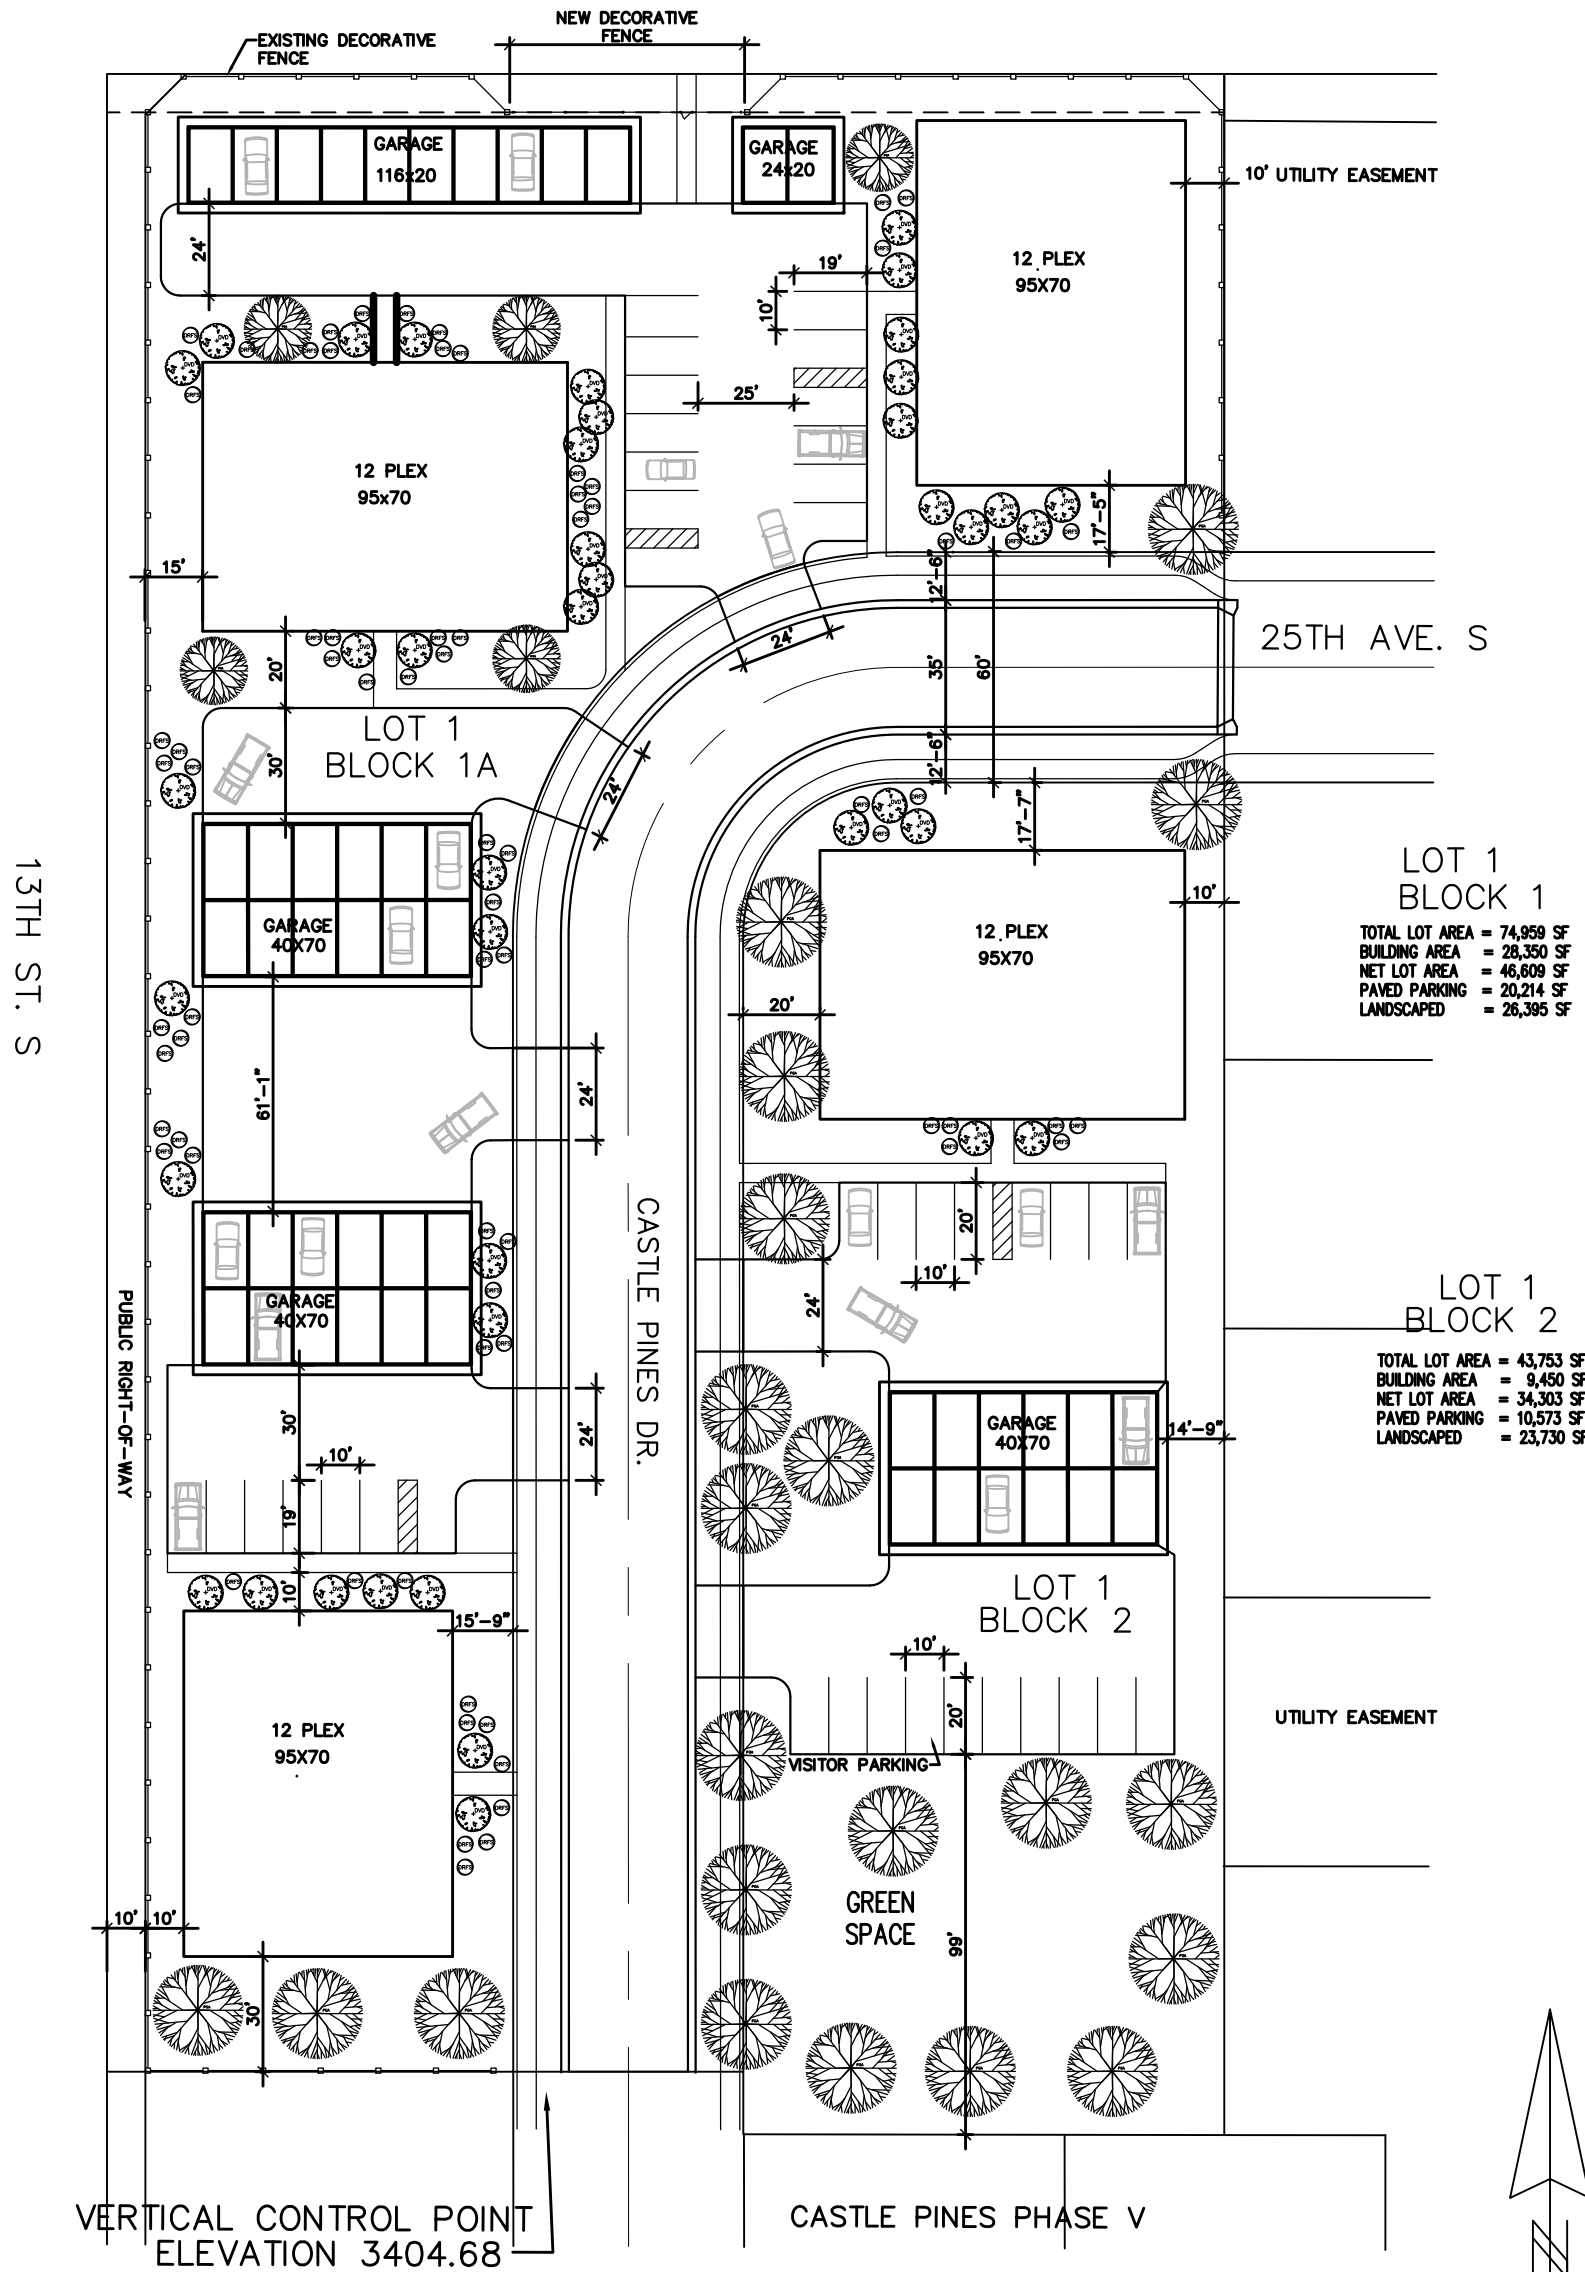 NEW DECORATIVE
FENCE
EXISTING DECORATIVE
FENCE
GARAGE
116x20
GARAGE
24x20
10' UTILITY EASEMENT
24'
12 PLEX
95X70
19'
10'
25'
12 PLEX
95x70
17'-5"
15'
12'-6"
24'
35'
60'
25TH AVE. S
20'
LOT 1
BLOCK 1A
30'
24'
12'-6"
17'-7"
GARAGE
40X70
12 PLEX
95X70
10'
LOT 1
BLOCK 1
TOTAL LOT AREA = 74,959 SF
BUILDING AREA = 28,350 SF
NET LOT AREA = 46,609 SF
PAVED PARKING = 20,214 SF
LANDSCAPED = 26,395 SF
13TH ST. S
20'
61'-1"
24'
CASTLE PINES DR.
20'
10'
24'
GARAGE
40X70
PUBLIC RIGHT-OF-WAY
LOT 1
BLOCK 2
TOTAL LOT AREA = 43,753 SF
BUILDING AREA = 9,450 SF
NET LOT AREA = 34,303 SF
PAVED PARKING = 10,573 SF
LANDSCAPED = 23,730 SF
30'
24'
10'
19'
GARAGE
40X70
14'-9"
10'
15'-9"
LOT 1
BLOCK 2
10'
20'
VISITOR PARKING
UTILITY EASEMENT
12 PLEX
95X70
GREEN
SPACE
99'
10'
10'
30'
VERTICAL CONTROL POINT
ELEVATION 3404.68
CASTLE PINES PHASE V
N